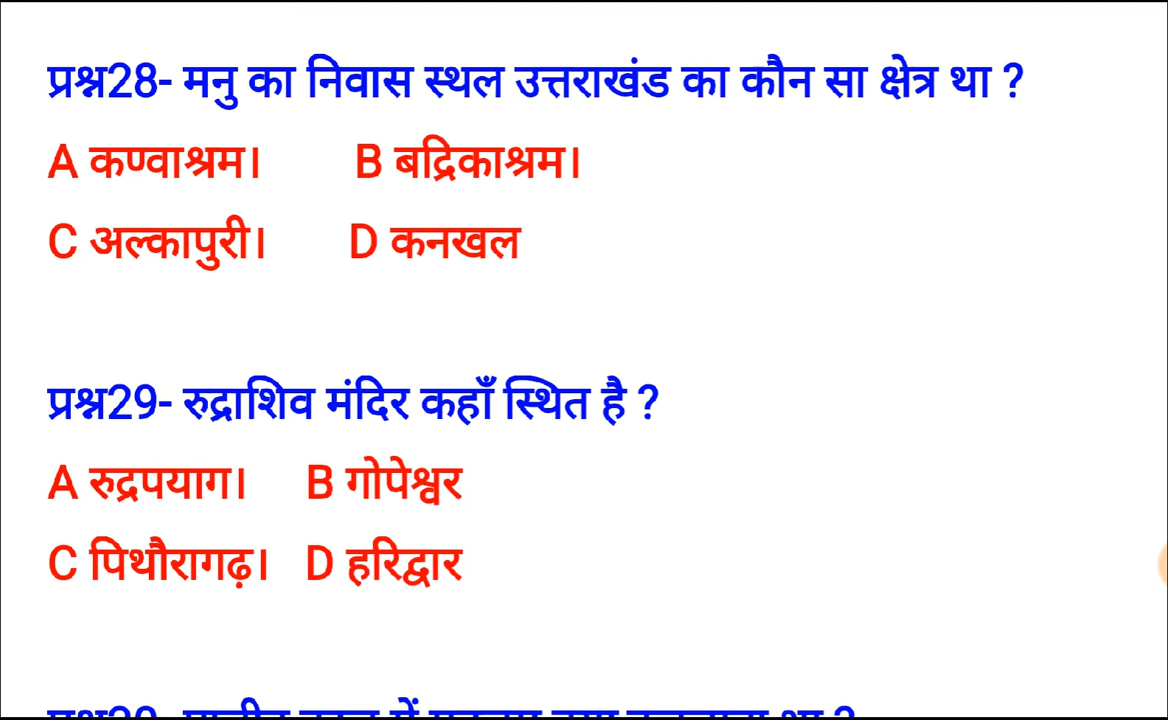 प्रश्न28- मनु का निवास स्थल उत्तराखंड का कौन सा क्षेत्र था ?
A कण्वाश्रम। B बद्रिकाश्रम।
C अल्कापुरी। D कनखल
प्रश्न29- रुद्राशिव मंदिर कहाँ स्थित है ?
A रुद्रपयाग। B गोपेश्वर
C पिथौरागढ़। D हरिद्वार